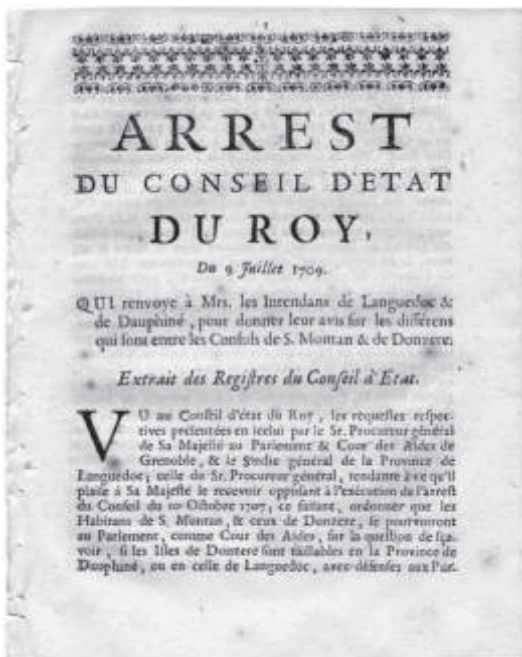 ARREST
DU CONSEIL D'ETAT
DU ROY,
Du 9 Juillet 1709.
QUI renvoye à Mrs. les Intendans de Languedoc &
de Dauphiné, pour donner leur avis sur les différens
qui sont entre les Consuls de S. Montan & de Donzere.
Extrait des Registres du Conseil d'Etat.
VU au Conseil d'état du Roy, les requestes respec-
tives présentées en icelui par le Sr. Procureur général
de Sa Majesté au Parlement & Cour des Aides de
Grenoble, & le Sindic général de la Province de
Languedoc; celle du Sr. Procureur général, tendante à ce qu'il
plaise à Sa Majesté le recevoir opposant à l'exécution de l'arrest
du Conseil du 10 Octobre 1707; ce faisant, ordonner que les
Habitans de S. Montan, & ceux de Donzere, se pourvoiront
au Parlement, comme Cour des Aides, sur la question de sça-
voir, si les Isles de Donzere sont taillables en la Province de
Dauphiné, ou en celle de Languedoc, avec défenses aux Par-